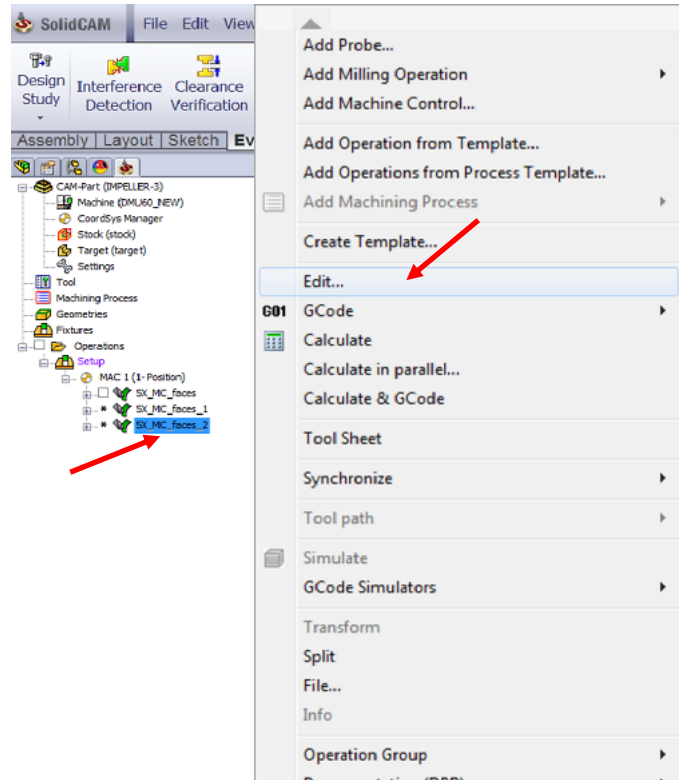 SolidCAM File Edit View
Design Study
Interference Detection
Clearance Verification
Assembly Layout Sketch Ev
CAM-Part (IMPELLER-3)
Machine (DMU60_NEW)
CoordSys Manager
Stock (stock)
Target (target)
Settings
Tool
Machining Process
Geometries
Fixtures
Operations
Setup
MAC 1 (1- Position)
SX_MC_faces
SX_MC_faces_1
SX_MC_faces_2
Add Probe...
Add Milling Operation
Add Machine Control...
Add Operation from Template...
Add Operations from Process Template...
Add Machining Process
Create Template...
Edit...
G01 GCode
Calculate
Calculate in parallel...
Calculate & GCode
Tool Sheet
Synchronize
Tool path
Simulate
GCode Simulators
Transform
Split
File...
Info
Operation Group